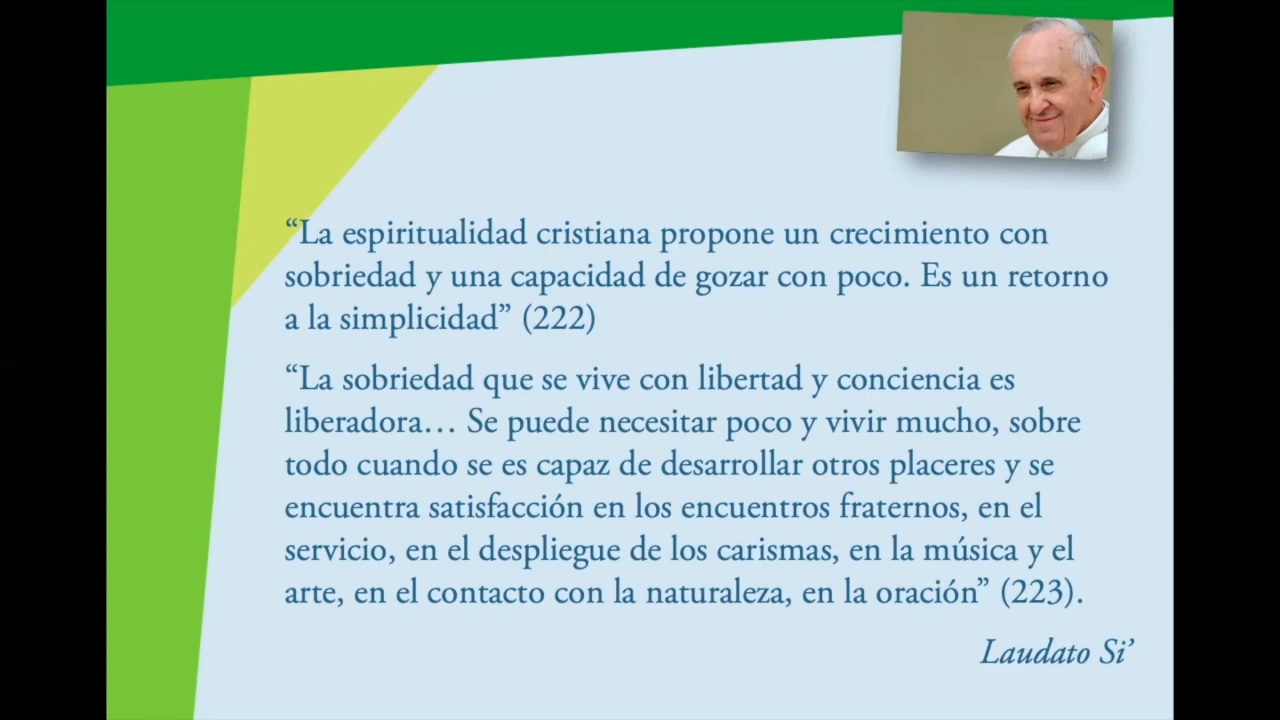 “La espiritualidad cristiana propone un crecimiento con
sobriedad y una capacidad de gozar con poco. Es un retorno
a la simplicidad” (222)
“La sobriedad que se vive con libertad y conciencia es
liberadora… Se puede necesitar poco y vivir mucho, sobre
todo cuando se es capaz de desarrollar otros placeres y se
encuentra satisfacción en los encuentros fraternos, en el
servicio, en el despliegue de los carismas, en la música y el
arte, en el contacto con la naturaleza, en la oración” (223).
Laudato Si’